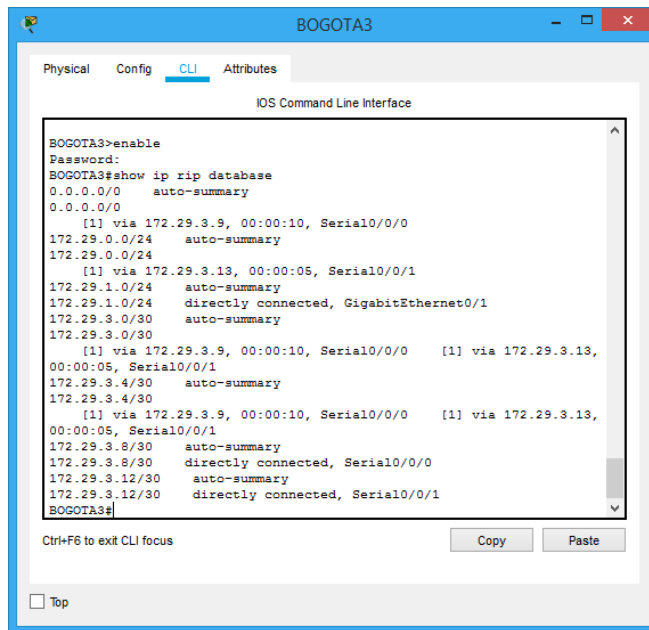 BOGOTA3
Physical Config CLI Attributes
IOS Command Line Interface
BOGOTA3>enable
Password:
BOGOTA3#show ip rip database
0.0.0.0/0    auto-summary
0.0.0.0/0
    [1] via 172.29.3.9, 00:00:10, Serial0/0/0
172.29.0.0/24    auto-summary
172.29.0.0/24
    [1] via 172.29.3.13, 00:00:05, Serial0/0/1
172.29.1.0/24    auto-summary
172.29.1.0/24    directly connected, GigabitEthernet0/1
172.29.3.0/30    auto-summary
172.29.3.0/30
    [1] via 172.29.3.9, 00:00:10, Serial0/0/0    [1] via 172.29.3.13,
00:00:05, Serial0/0/1
172.29.3.4/30    auto-summary
172.29.3.4/30
    [1] via 172.29.3.9, 00:00:10, Serial0/0/0    [1] via 172.29.3.13,
00:00:05, Serial0/0/1
172.29.3.8/30    auto-summary
172.29.3.8/30    directly connected, Serial0/0/0
172.29.3.12/30    auto-summary
172.29.3.12/30    directly connected, Serial0/0/1
BOGOTA3#
Ctrl+F6 to exit CLI focus
Copy Paste
Top